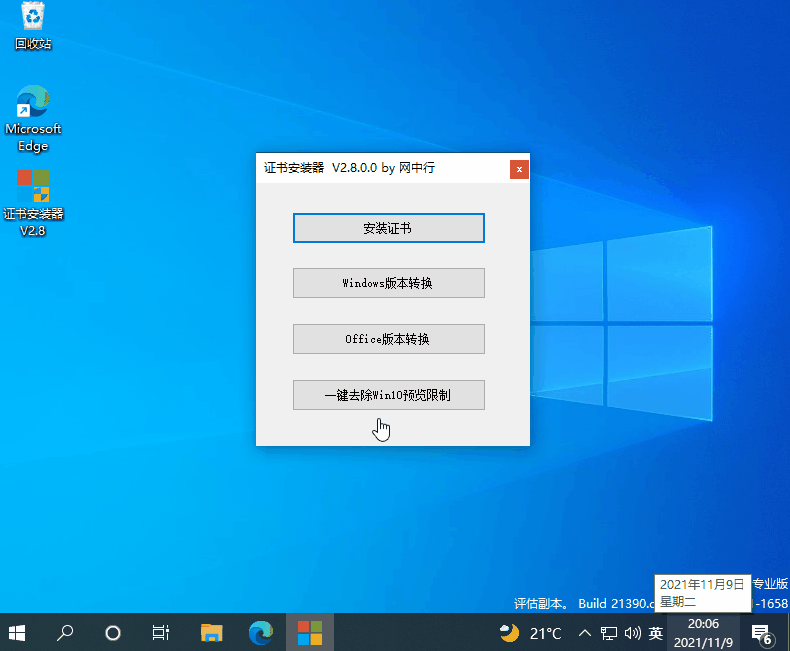 回收站
Microsoft
Edge
证书安装器
V2.8
证书安装器 V2.8.0.0 by 网中行
x
安装证书
Windows版本转换
Office版本转换
一键去除Win10预览限制
专业版
评估副本。 Build 21390.c
-1658
2021年11月9日
星期二
21°C
英
20:06
2021/11/9
6